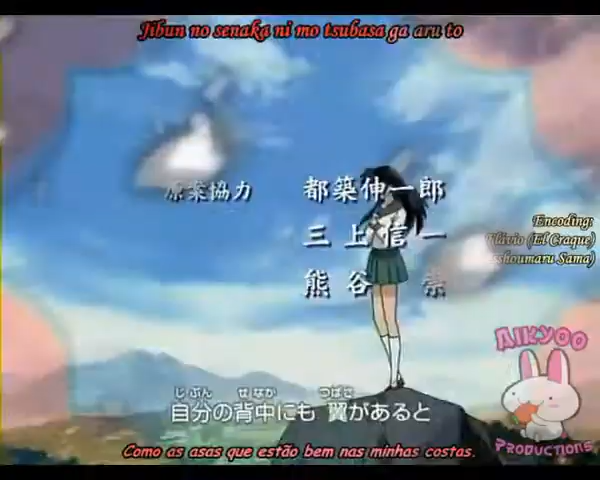 Jibun no senaka ni mo tsubasa ga aru to
原案協力
都築伸一郎
三上信一
熊谷 崇
Encoding:
Flávio (El Craque)
sshoumaru Sama)
AIKYOO
PRODUCTIONS
じぶん せなか つばさ
自分の背中にも 翼があると
Como as asas que estão bem nas minhas costas.